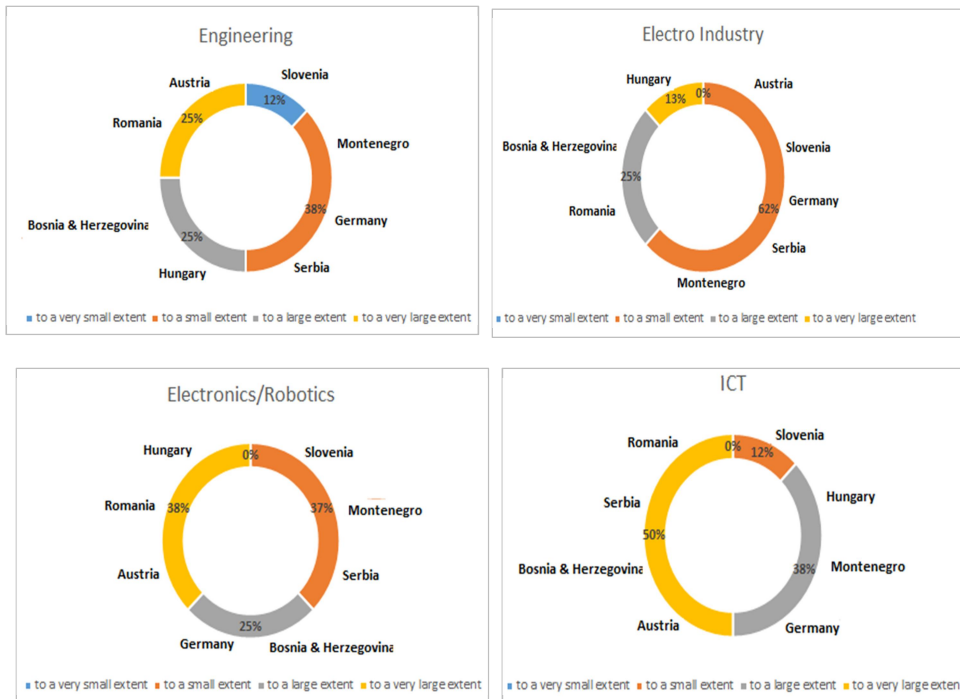 Engineering
Austria
Slovenia
12%
25%
Romania
Montenegro
38%
Germany
Bosnia & Herzegovina
25%
Hungary
Serbia
to a very small extent to a small extent to a large extent to a very large extent
Electro Industry
Hungary
0%
Austria
13%
Bosnia & Herzegovina
Slovenia
25%
Germany
Romania
62%
Serbia
Montenegro
to a very small extent to a small extent to a large extent to a very large extent
Electronics/Robotics
Hungary
0%
Slovenia
Romania
38%
37%
Montenegro
Austria
Serbia
Germany
25%
Bosnia & Herzegovina
to a very small extent to a small extent to a large extent to a very large extent
ICT
Romania
0%
12%
Slovenia
Serbia
Hungary
50%
Bosnia & Herzegovina
38%
Montenegro
Austria
Germany
to a very small extent to a small extent to a large extent to a very large extent